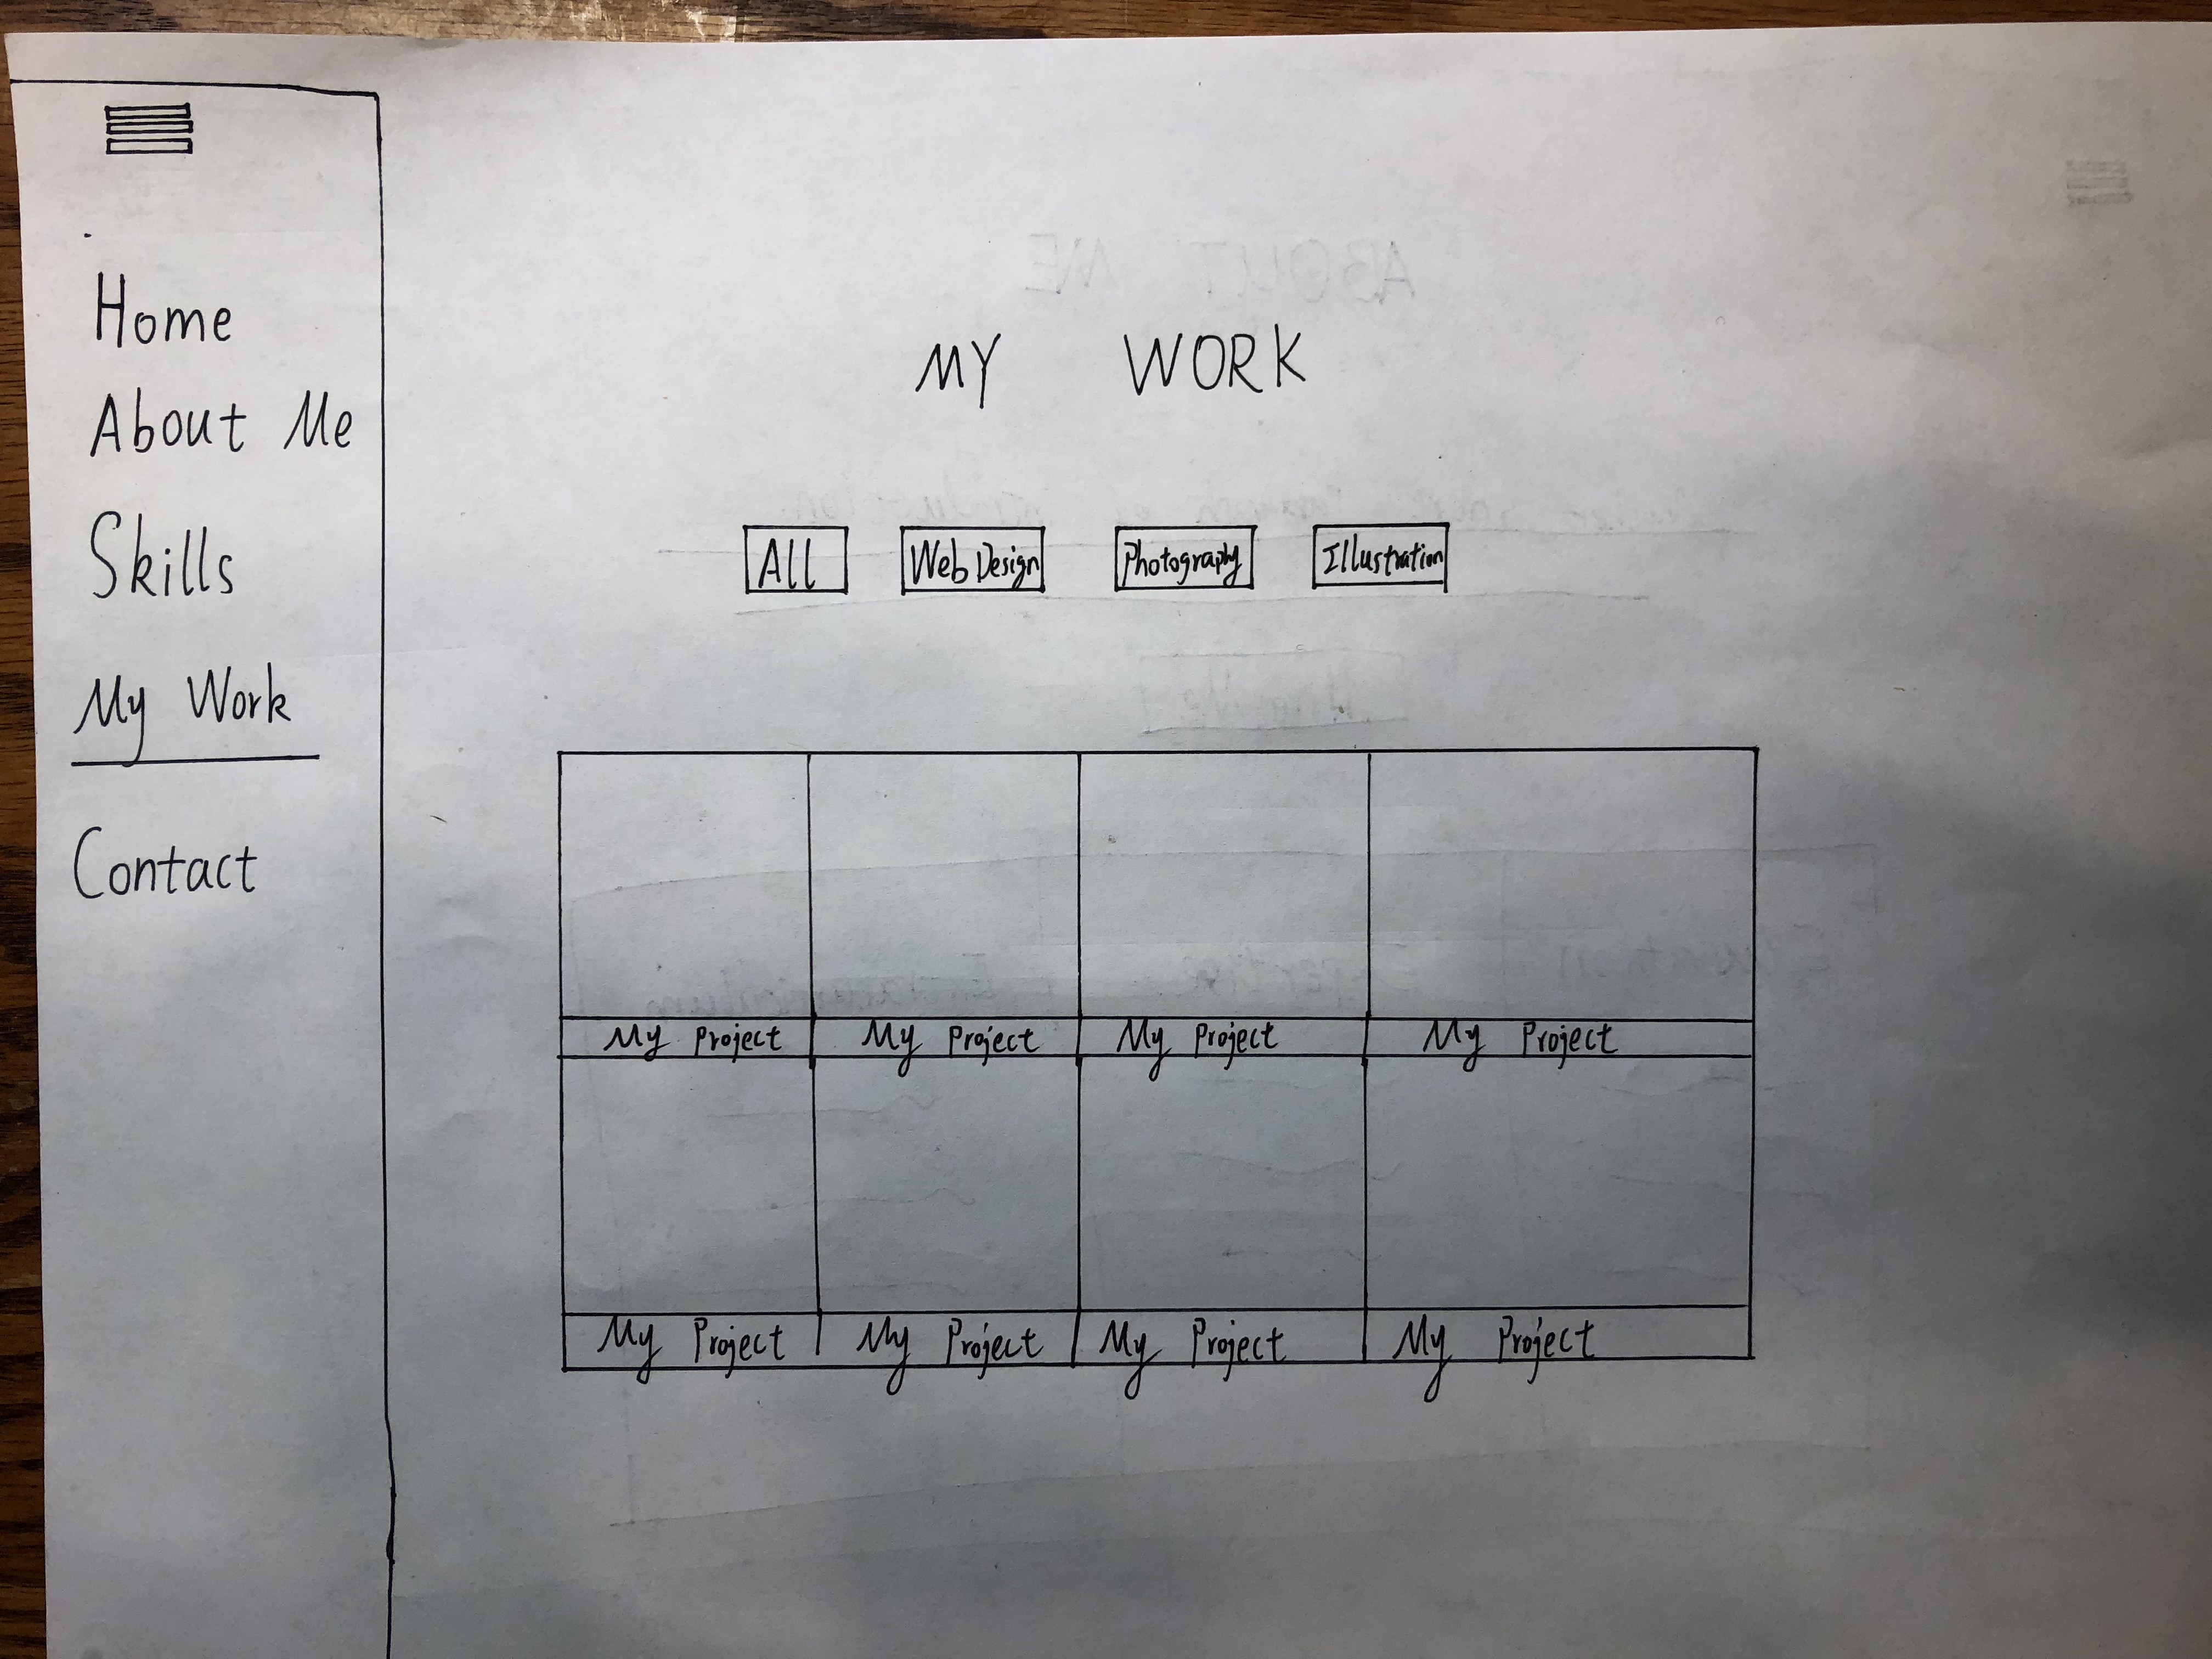 Home
About Me
Skills
My Work
Contact
MY WORK
All Web Design Photography Illustration
My Project My Project My Project My Project
My Project My Project My Project My Project